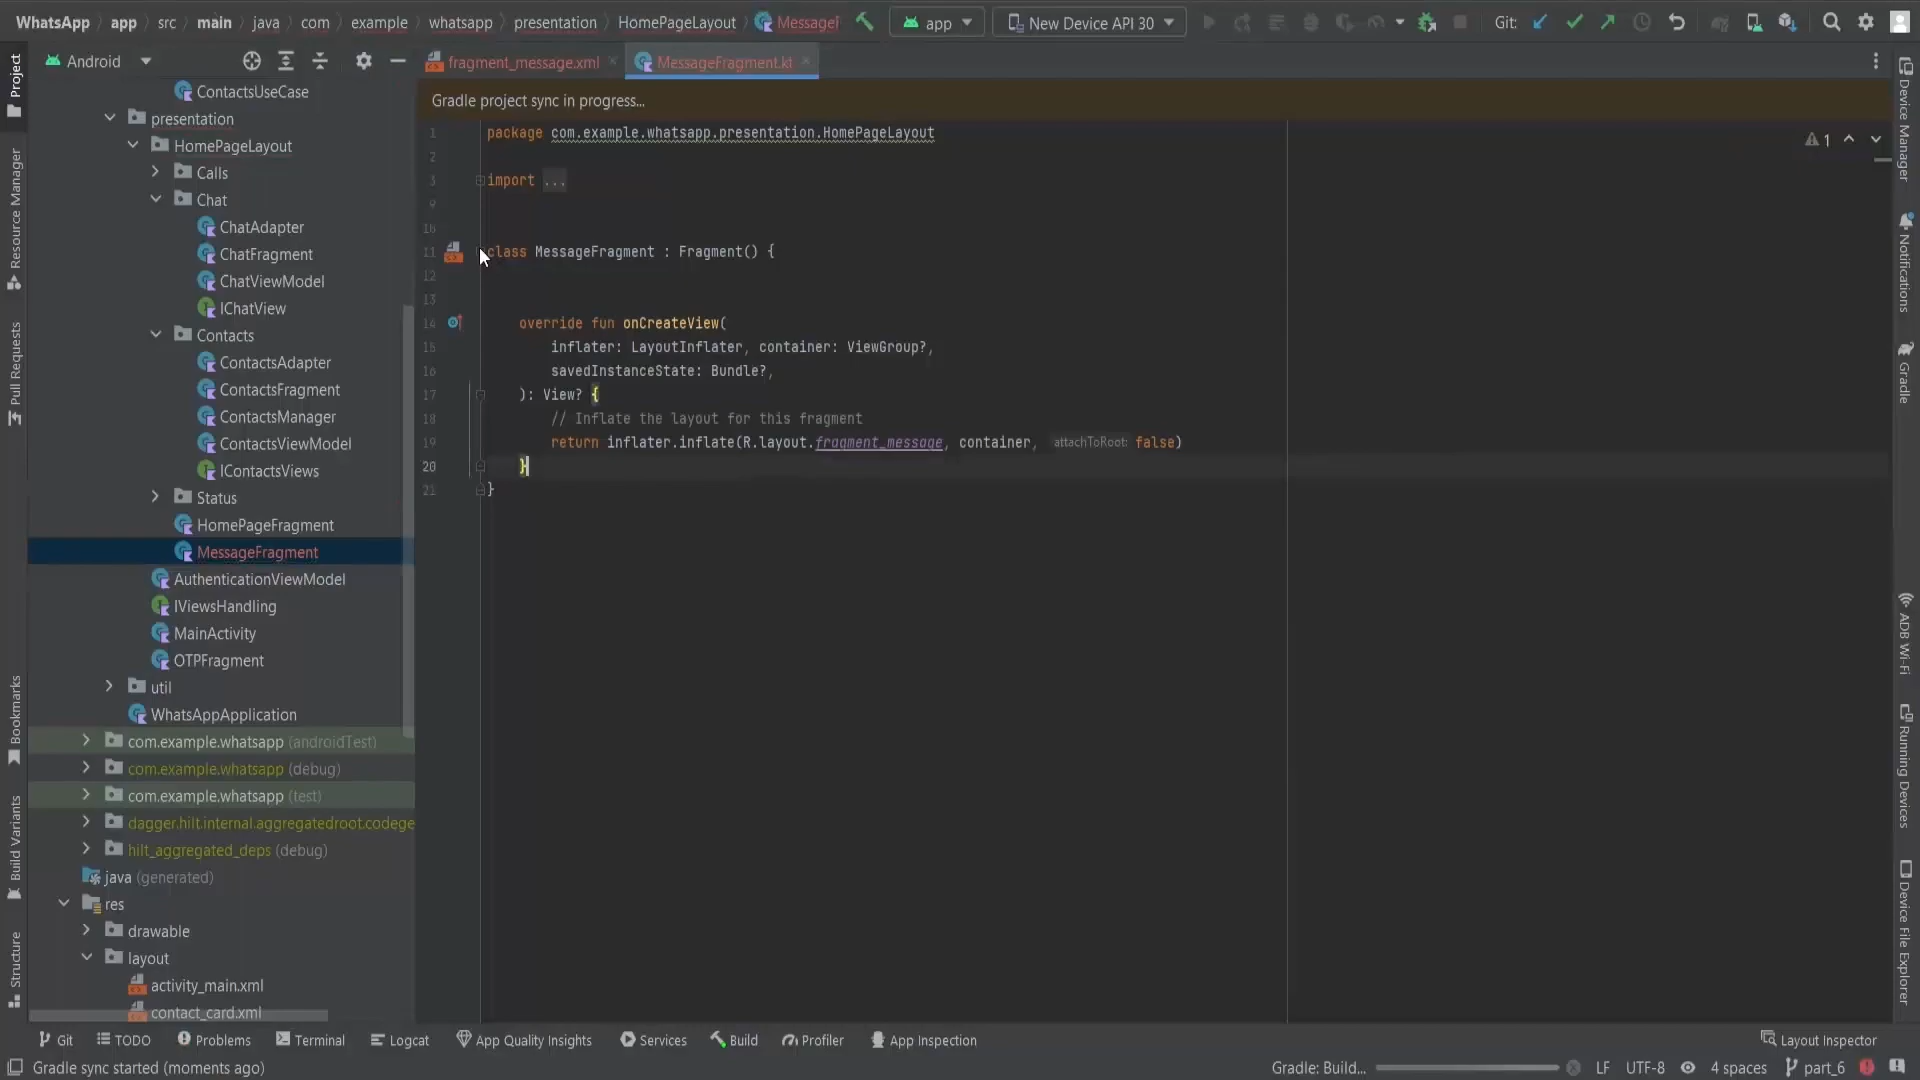 WhatsApp app src main java com example whatsapp presentation HomePageLayout MessageF app New Device API 30 Git:
Project
Android
fragment_message.xml MessageFragment.kt
Gradle project sync in progress...
ContactsUseCase
presentation
HomePageLayout
Calls
Chat
ChatAdapter
ChatFragment
ChatViewModel
IChatView
Contacts
ContactsAdapter
ContactsFragment
ContactsManager
ContactsViewModel
IContactsViews
Status
HomePageFragment
MessageFragment
AuthenticationViewModel
IViewsHandling
MainActivity
OTPFragment
util
WhatsAppApplication
com.example.whatsapp (androidTest)
com.example.whatsapp (debug)
com.example.whatsapp (test)
dagger.hilt.internal.aggregatedroot.codege
hilt_aggregated_deps (debug)
java (generated)
res
drawable
layout
activity_main.xml
contact_card.xml
1 package com.example.whatsapp.presentation.HomePageLayout
2
3 import ...
9
10
11 class MessageFragment : Fragment() {
12
13
14 override fun onCreateView(
15 inflater: LayoutInflater, container: ViewGroup?,
16 savedInstanceState: Bundle?,
17 ): View? {
18 // Inflate the layout for this fragment
19 return inflater.inflate(R.layout.fragment_message, container, attachToRoot: false)
20 }
21 }
1
Resource Manager
Pull Requests
Bookmarks
Build Variants
Structure
Device Manager
Notifications
Gradle
ADB Wi-Fi
Running Devices
Device File Explorer
Git TODO Problems Terminal Logcat App Quality Insights Services Build Profiler App Inspection Layout Inspector
Gradle sync started (moments ago) Gradle: Build... LF UTF-8 4 spaces part_6